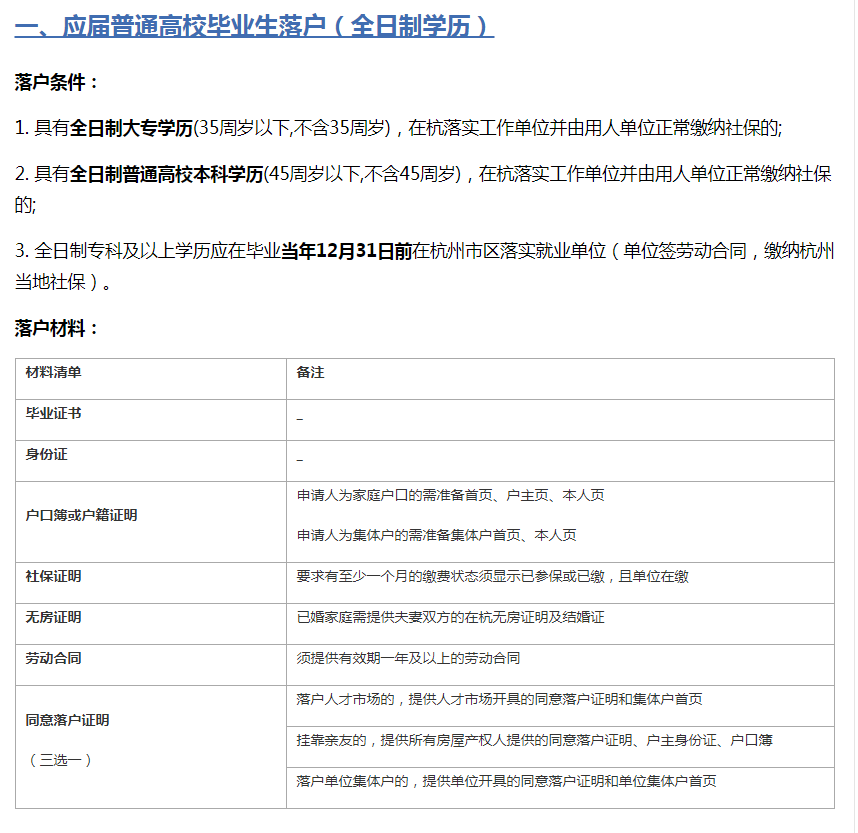 一、应届普通高校毕业生落户（全日制学历）
落户条件：
1. 具有全日制大专学历(35周岁以下,不含35周岁)，在杭落实工作单位并由用人单位正常缴纳社保的;
2. 具有全日制普通高校本科学历(45周岁以下,不含45周岁)，在杭落实工作单位并由用人单位正常缴纳社保
的;
3. 全日制专科及以上学历应在毕业当年12月31日前在杭州市区落实就业单位（单位签劳动合同，缴纳杭州
当地社保）。
落户材料：
材料清单
备注
毕业证书
–
身份证
–
户口簿或户籍证明
申请人为家庭户口的需准备首页、户主页、本人页
申请人为集体户的需准备集体户首页、本人页
社保证明
要求有至少一个月的缴费状态须显示已参保或已缴，且单位在缴
无房证明
已婚家庭需提供夫妻双方的在杭无房证明及结婚证
劳动合同
须提供有效期一年及以上的劳动合同
同意落户证明
（三选一）
落户人才市场的，提供人才市场开具的同意落户证明和集体户首页
挂靠亲友的，提供所有房屋产权人提供的同意落户证明、户主身份证、户口簿
落户单位集体户的，提供单位开具的同意落户证明和单位集体户首页